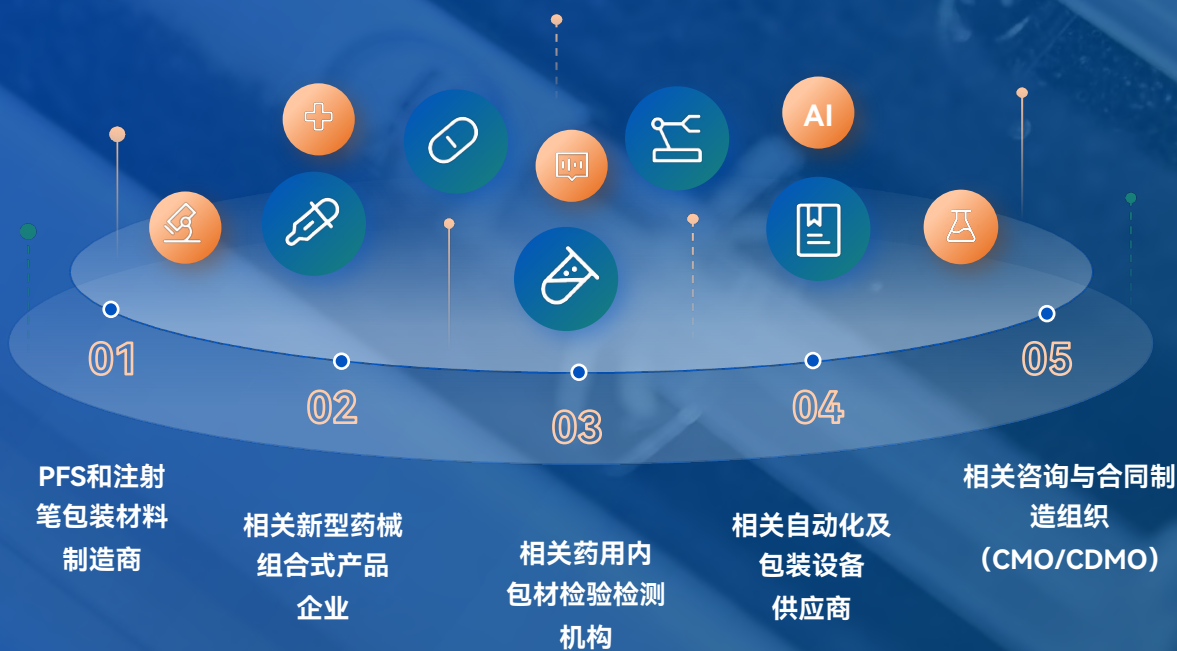 AI
01
PFS和注射
笔包装材料
制造商
02
相关新型药械
组合式产品
企业
03
相关药用内
包材检验检测
机构
04
相关自动化及
包装设备
供应商
05
相关咨询与合同制
造组织
（CMO/CDMO）